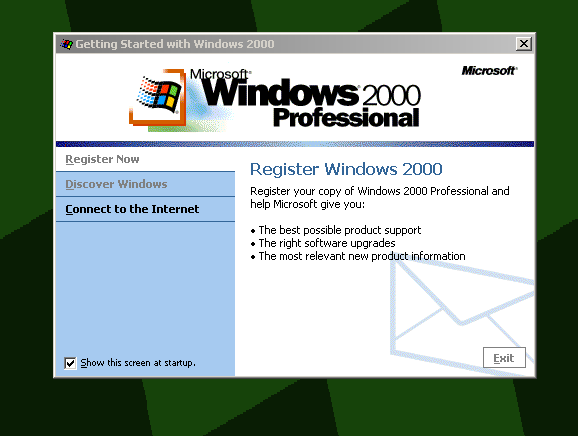 Getting Started with Windows 2000
Microsoft®
Windows® 2000
Professional
Microsoft®
Register Now
Discover Windows
Connect to the Internet
Show this screen at startup.
Register Windows 2000
Register your copy of Windows 2000 Professional and
help Microsoft give you:
• The best possible product support
• The right software upgrades
• The most relevant new product information
Exit